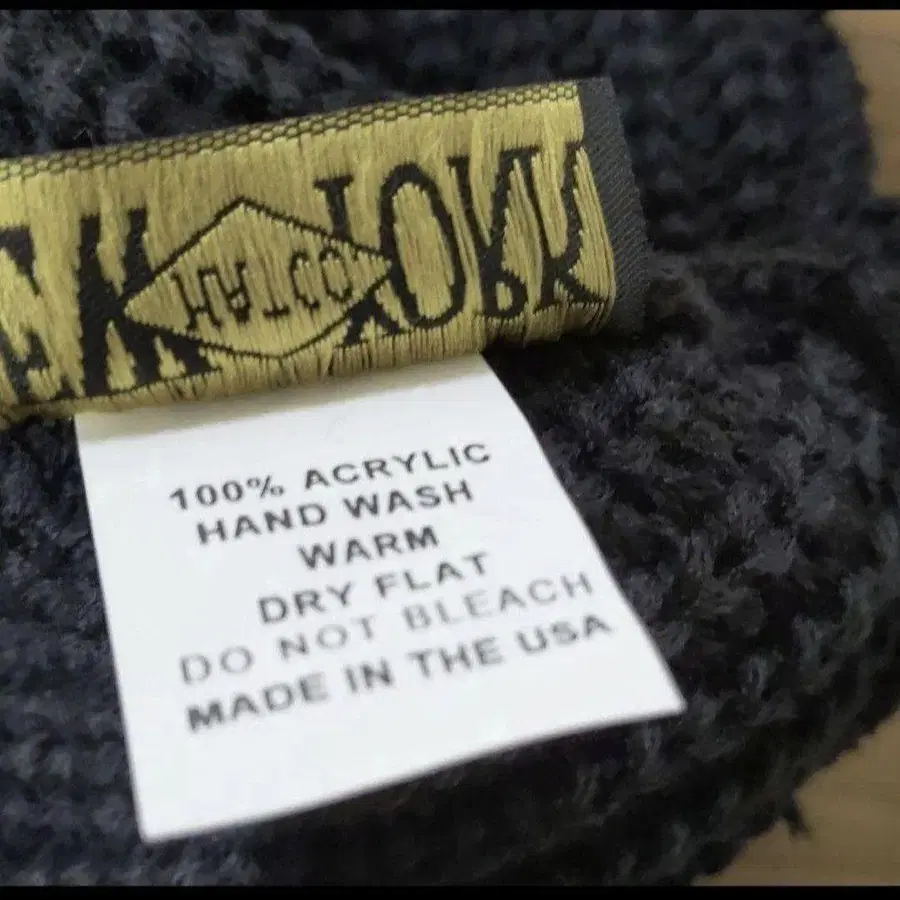 HAT CO
YORK
100% ACRYLIC
HAND WASH
WARM
DRY FLAT
DO NOT BLEACH
MADE IN THE USA